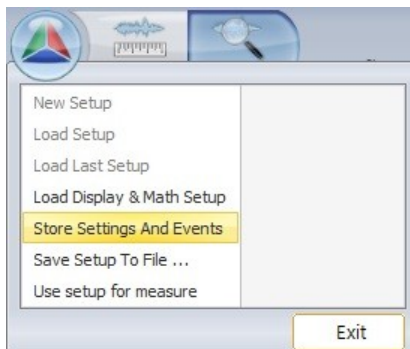 New Setup
Load Setup
Load Last Setup
Load Display & Math Setup
Store Settings And Events
Save Setup To File ...
Use setup for measure
Exit